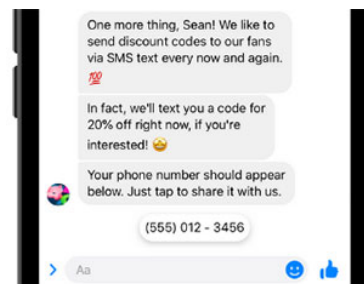 One more thing, Sean! We like to
send discount codes to our fans
via SMS text every now and again.
💯
In fact, we'll text you a code for
20% off right now, if you're
interested! 🤩
Your phone number should appear
below. Just tap to share it with us.
(555) 012 - 3456
Aa